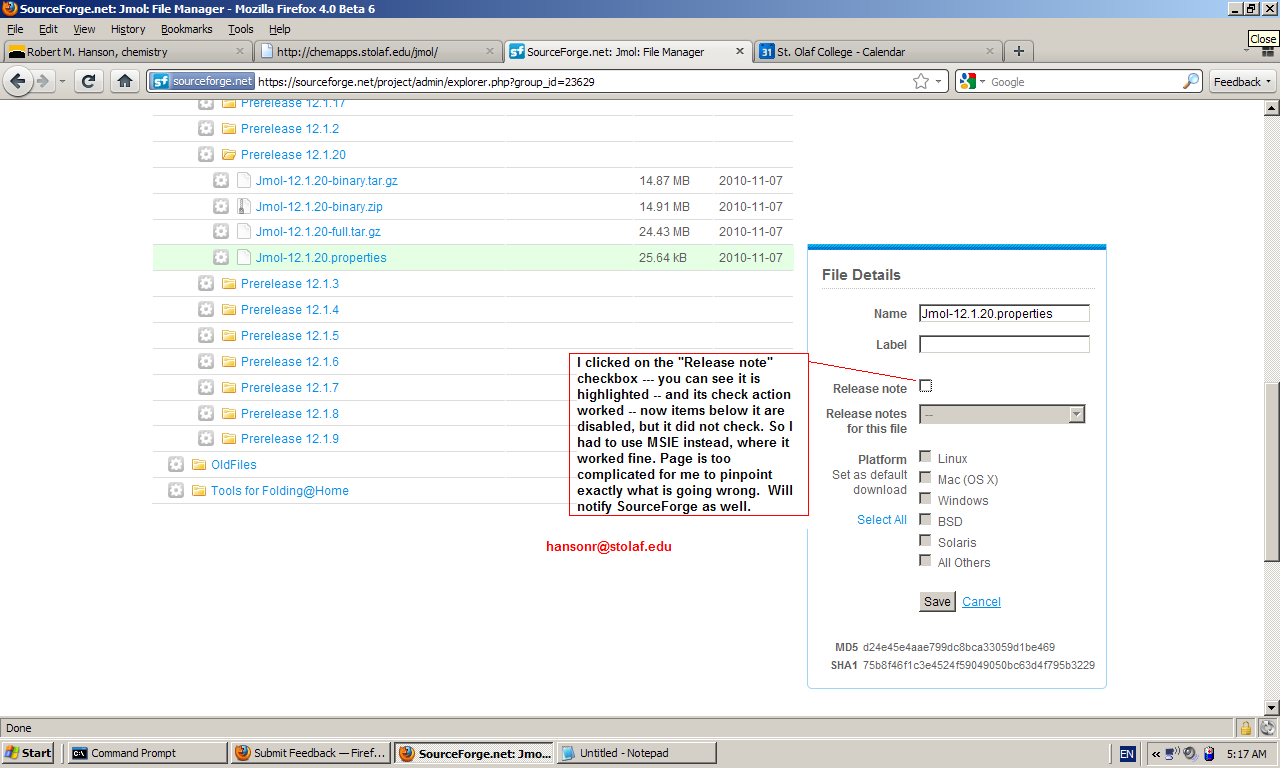 SourceForge.net: Jmol: File Manager - Mozilla Firefox 4.0 Beta 6
File Edit View History Bookmarks Tools Help
Close
Robert M. Hanson, chemistry
http://chemapps.stolaf.edu/jmol/
SourceForge.net: Jmol: File Manager
31 St. Olaf College - Calendar
sourceforge.net https://sourceforge.net/project/admin/explorer.php?group_id=23629
Google
Feedback
Prerelease 12.1.17
Prerelease 12.1.2
Prerelease 12.1.20
Jmol-12.1.20-binary.tar.gz 14.87 MB 2010-11-07
Jmol-12.1.20-binary.zip 14.91 MB 2010-11-07
Jmol-12.1.20-full.tar.gz 24.43 MB 2010-11-07
Jmol-12.1.20.properties 25.64 kB 2010-11-07
Prerelease 12.1.3
Prerelease 12.1.4
Prerelease 12.1.5
Prerelease 12.1.6
Prerelease 12.1.7
Prerelease 12.1.8
Prerelease 12.1.9
OldFiles
Tools for Folding@Home
I clicked on the "Release note"
checkbox --- you can see it is
highlighted -- and its check action
worked -- now items below it are
disabled, but it did not check. So I
had to use MSIE instead, where it
worked fine. Page is too
complicated for me to pinpoint
exactly what is going wrong.  Will
notify SourceForge as well.
hansonr@stolaf.edu
File Details
Name Jmol-12.1.20.properties
Label
Release note
Release notes
for this file
--
Platform
Set as default
download
Select All
Linux
Mac (OS X)
Windows
BSD
Solaris
All Others
Save Cancel
MD5 d24e45e4aae799dc8bca33059d1be469
SHA1 75b8f46f1c3e4524f59049050bc63d4f795b3229
Done
Start
Command Prompt
Submit Feedback — Firef...
SourceForge.net: Jmo...
Untitled - Notepad
EN
5:17 AM